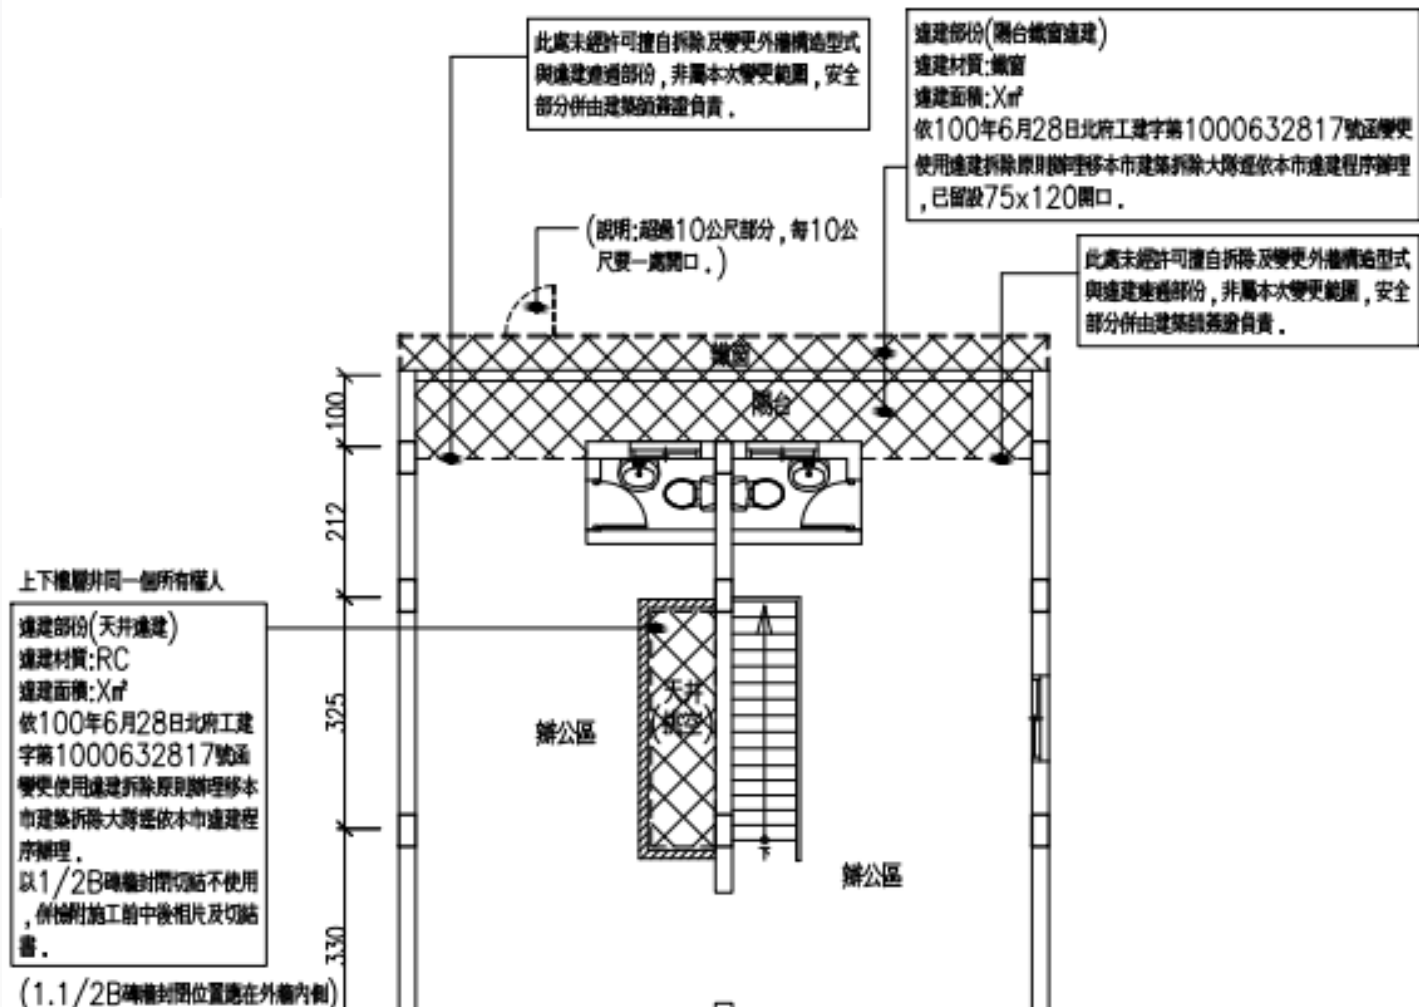 此處未經許可擅自拆除及變更外牆構造型式
與違建連通部份,非屬本次變更範圍,安全
部分併由建築師簽證負責.
違建部份(陽台鐵窗違建)
違建材質:鐵窗
違建面積:X㎡
依100年6月28日北府工建字第1000632817號函變更
使用違建拆除原則辦理移本市建築拆除大隊逕依本市違建程序辦理
,已留設75x120開口.
(說明:超過10公尺部分,每10公
尺要一處開口.)
此處未經許可擅自拆除及變更外牆構造型式
與違建連通部份,非屬本次變更範圍,安全
部分併由建築師簽證負責.
鐵窗
陽台
100
212
325
330
上下樓層非同一個所有權人
違建部份(天井違建)
違建材質:RC
違建面積:X㎡
依100年6月28日北府工建
字第1000632817號函
變更使用違建拆除原則辦理移本
市建築拆除大隊逕依本市違建程
序辦理.
以1/2B磚牆封閉切結不使用
,併檢附施工前中後相片及切結
書.
(1.1/2B磚牆封閉位置應在外牆內側)
天井
(挑空)
下
辦公區
辦公區